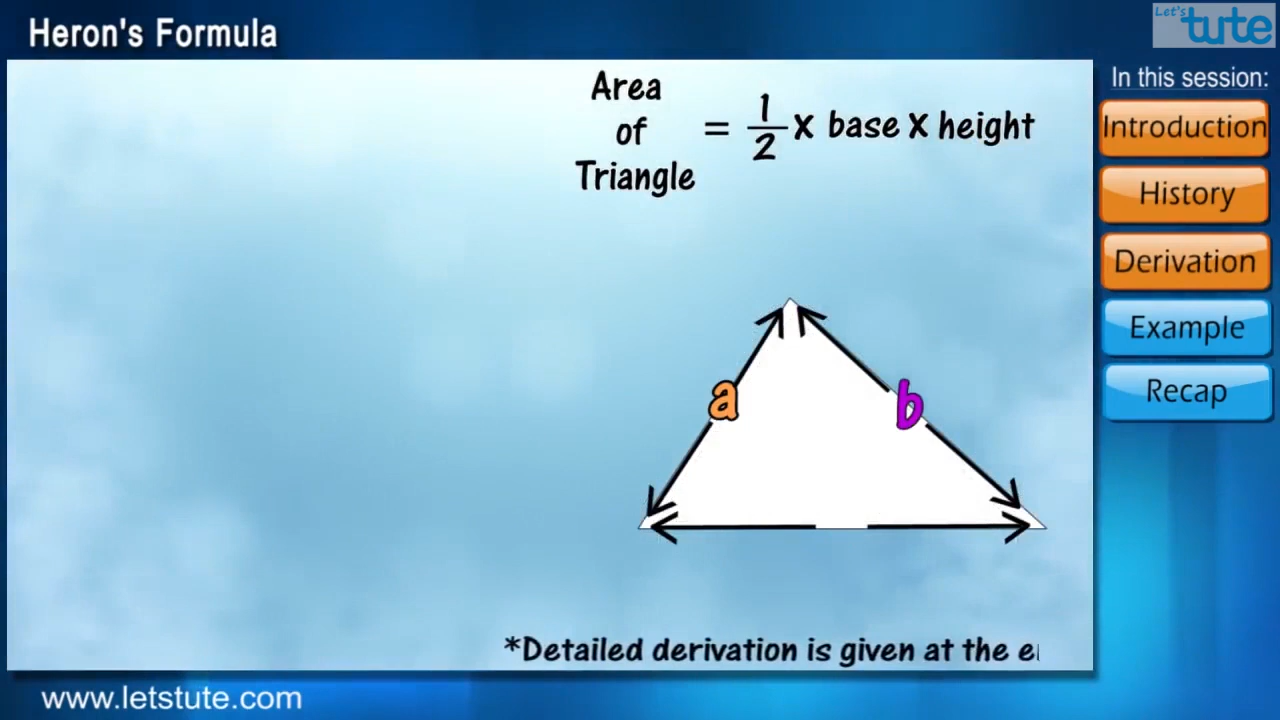 Heron's Formula
Let's
tute
In this session:
Introduction
History
Derivation
Example
Recap
Area
of
Triangle
= 1/2 x base x height
a
b
*Detailed derivation is given at the
www.letstute.com